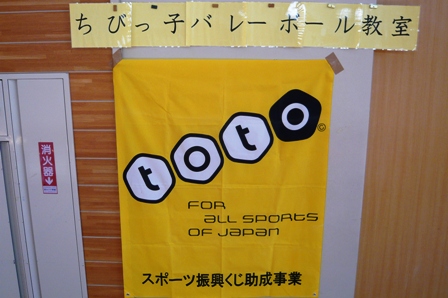 ちびっ子バレーボール教室
toto
©
FOR
ALL SPORTS
OF JAPAN
スポーツ振興くじ助成事業
消火器